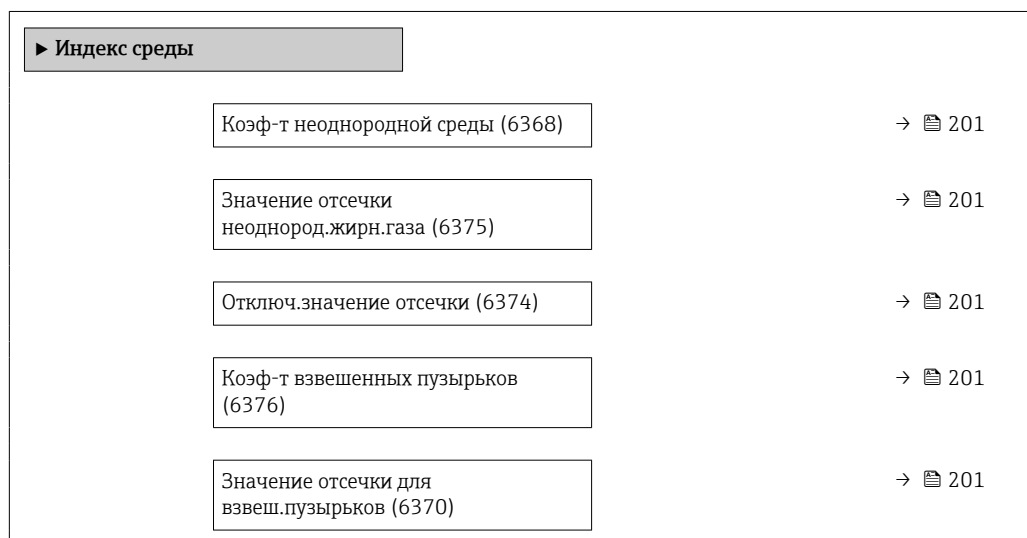 ▶ Индекс среды
Коэф-т неоднородной среды (6368) → 201
Значение отсечки → 201
неоднород.жирн.газа (6375)
Отключ.значение отсечки (6374) → 201
Коэф-т взвешенных пузырьков → 201
(6376)
Значение отсечки для → 201
взвеш.пузырьков (6370)